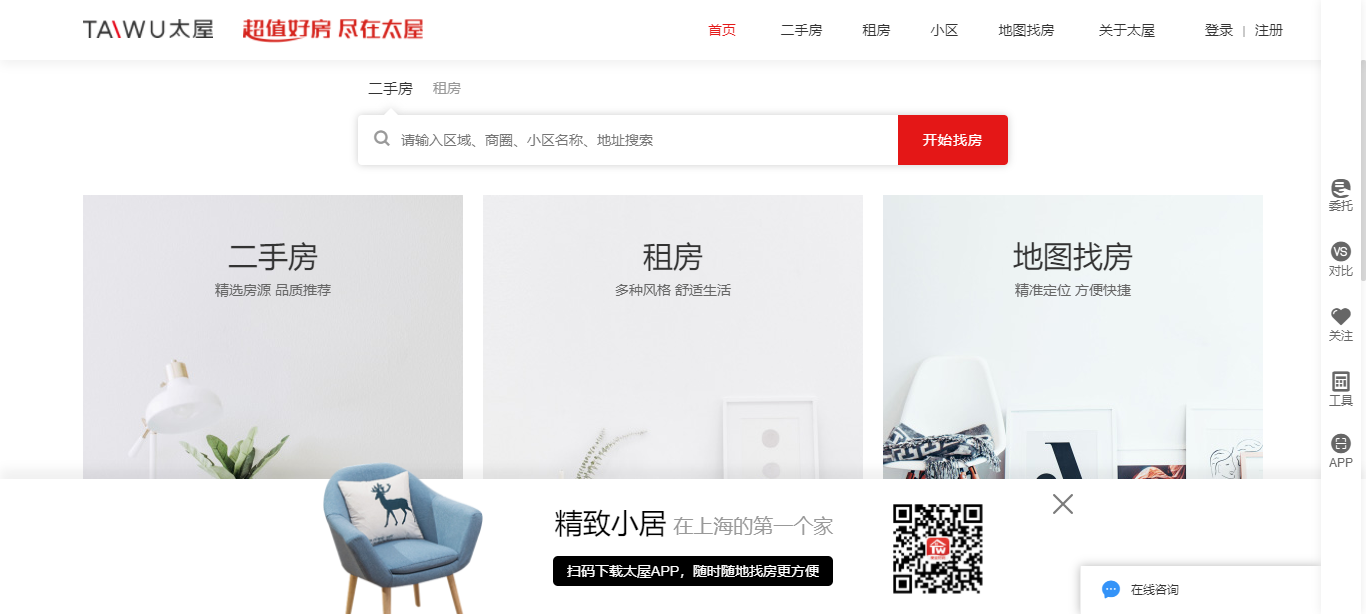 TAWU太屋 超值好房 尽在太屋
首页 二手房 租房 小区 地图找房 关于太屋 登录 | 注册
二手房 租房
请输入区域、商圈、小区名称、地址搜索 开始找房
二手房
精选房源 品质推荐
租房
多种风格 舒适生活
地图找房
精准定位 方便快捷
委托
VS
对比
关注
工具
APP
精致小居 在上海的第一个家
扫码下载太屋APP，随时随地找房更方便
TW
在线咨询